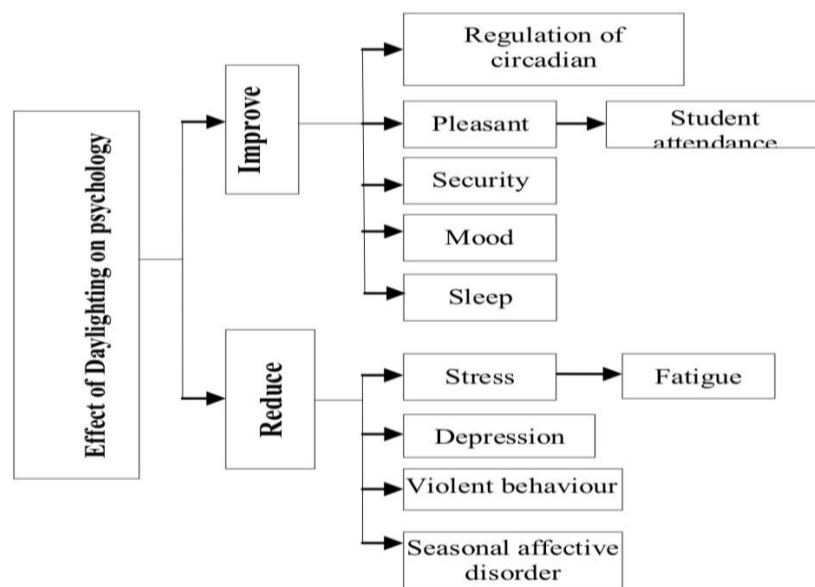 Effect of Daylighting on psychology
Improve
Regulation of
circadian
Pleasant
Student
attendance
Security
Mood
Sleep
Reduce
Stress
Fatigue
Depression
Violent behaviour
Seasonal affective
disorder